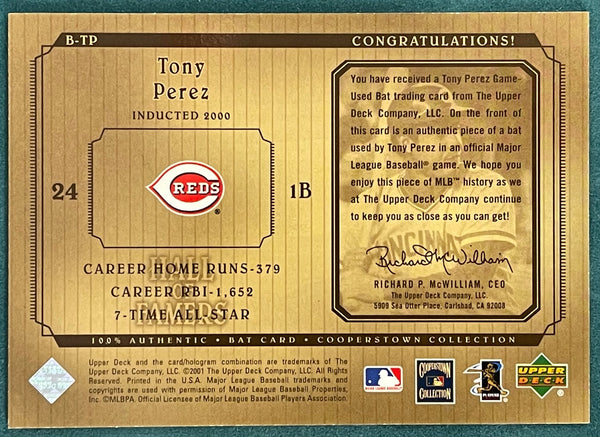 B-TP
CONGRATULATIONS!
Tony
Perez
INDUCTED 2000
24
REDS
®
1B
HALL
OF
FAMERS
CAREER HOME RUNS-379
CAREER RBI-1,652
7-TIME ALL-STAR
You have received a Tony Perez Game-
Used Bat trading card from The Upper
Deck Company, LLC. On the front of
this card is an authentic piece of a bat
used by Tony Perez in an official Major
League Baseball® game. We hope you
enjoy this piece of MLB™ history as we
at The Upper Deck Company continue
to keep you as close as you can get!
CINCINNATI
Richard P. McWilliam
RICHARD P. McWILLIAM, CEO
The Upper Deck Company, LLC.
5909 Sea Otter Place, Carlsbad, CA 92008
100% AUTHENTIC • BAT CARD • COOPERSTOWN COLLECTION
Upper Deck and the card/hologram combination are trademarks of The
Upper Deck Company, LLC. ©2001 The Upper Deck Company, LLC. All Rights
Reserved. Printed in the U.S.A. Major League Baseball trademarks and
copyrights are used with permission of Major League Baseball Properties,
Inc. ©MLBPA. Official Licensee of Major League Baseball Players Association.
COOPERSTOWN
COLLECTION
PLAYERS
UPPER
DECK
®